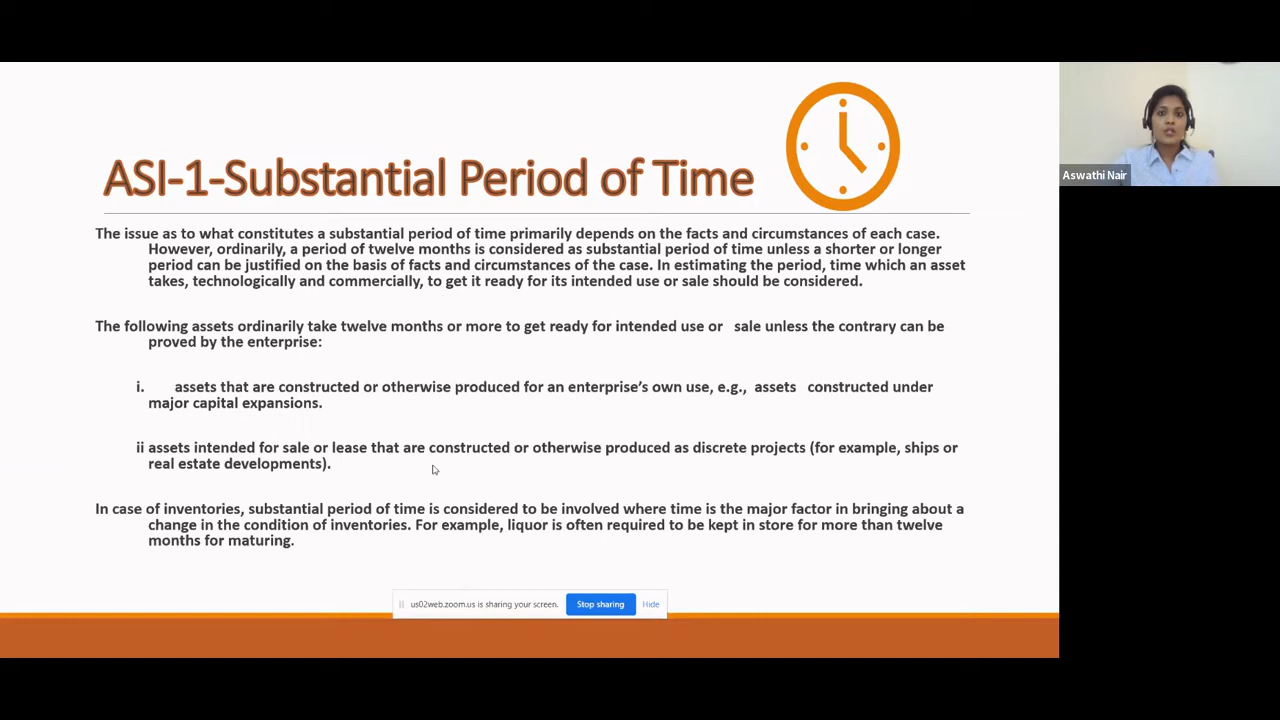 ASI-1-Substantial Period of Time
Aswathi Nair
The issue as to what constitutes a substantial period of time primarily depends on the facts and circumstances of each case.
However, ordinarily, a period of twelve months is considered as substantial period of time unless a shorter or longer
period can be justified on the basis of facts and circumstances of the case. In estimating the period, time which an asset
takes, technologically and commercially, to get it ready for its intended use or sale should be considered.
The following assets ordinarily take twelve months or more to get ready for intended use or sale unless the contrary can be
proved by the enterprise:
i. assets that are constructed or otherwise produced for an enterprise's own use, e.g., assets constructed under
major capital expansions.
ii assets intended for sale or lease that are constructed or otherwise produced as discrete projects (for example, ships or
real estate developments).
In case of inventories, substantial period of time is considered to be involved where time is the major factor in bringing about a
change in the condition of inventories. For example, liquor is often required to be kept in store for more than twelve
months for maturing.
us02web.zoom.us is sharing your screen. Stop sharing Hide